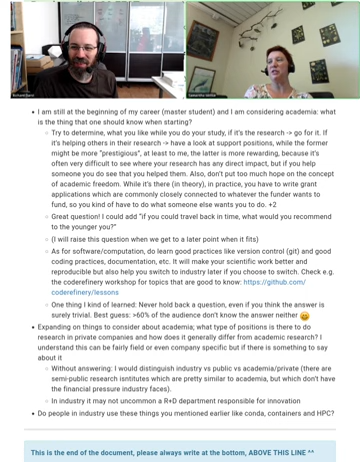 I am still at the beginning of my career (master student) and I am considering academia: what
is the thing that one should know when starting?
Try to determine, what you like while you do your study, if it's the research -> go for it. If
it's helping others in their research -> have a look at support positions, while the former
might be more "prestigious", at least to me, the latter is more rewarding, because it's
often very difficult to see where your research has any direct impact, but if you help
someone you do see that you helped them. Also, don't put too much hope on the concept
of academic freedom. While it's there (in theory), in practice, you have to write grant
applications which are commonly closely connected to whatever the funder wants to
fund, so you kind of have to do what someone else wants you to do. +2
Great question! I could add "if you could travel back in time, what would you recommend
to the younger you?"
(I will raise this question when we get to a later point when it fits)
As for software/computation, do learn good practices like version control (git) and good
coding practices, documentation, etc. It will make your scientific work better and
reproducible but also help you switch to industry later if you choose to switch. Check e.g.
the coderefinery workshop for topics that are good to know: https://github.com/
coderefinery/lessons
One thing I kind of learned: Never hold back a question, even if you think the answer is
surely trivial. Best guess: >60% of the audience don't know the answer neither 😄
Expanding on things to consider about academia; what type of positions is there to do
research in private companies and how does it generally differ from academic research? I
understand this can be fairly field or even company specific but if there is something to say
about it
Without answering: I would distinguish industry vs public vs academia/private (there are
semi-public research isntitutes which are pretty similar to academia, but which don't have
the financial pressure industry faces).
In industry it may not uncommon a R+D department responsible for innovation
Do people in industry use these things you mentioned earlier like conda, containers and HPC?
This is the end of the document, please always write at the bottom, ABOVE THIS LINE ^^